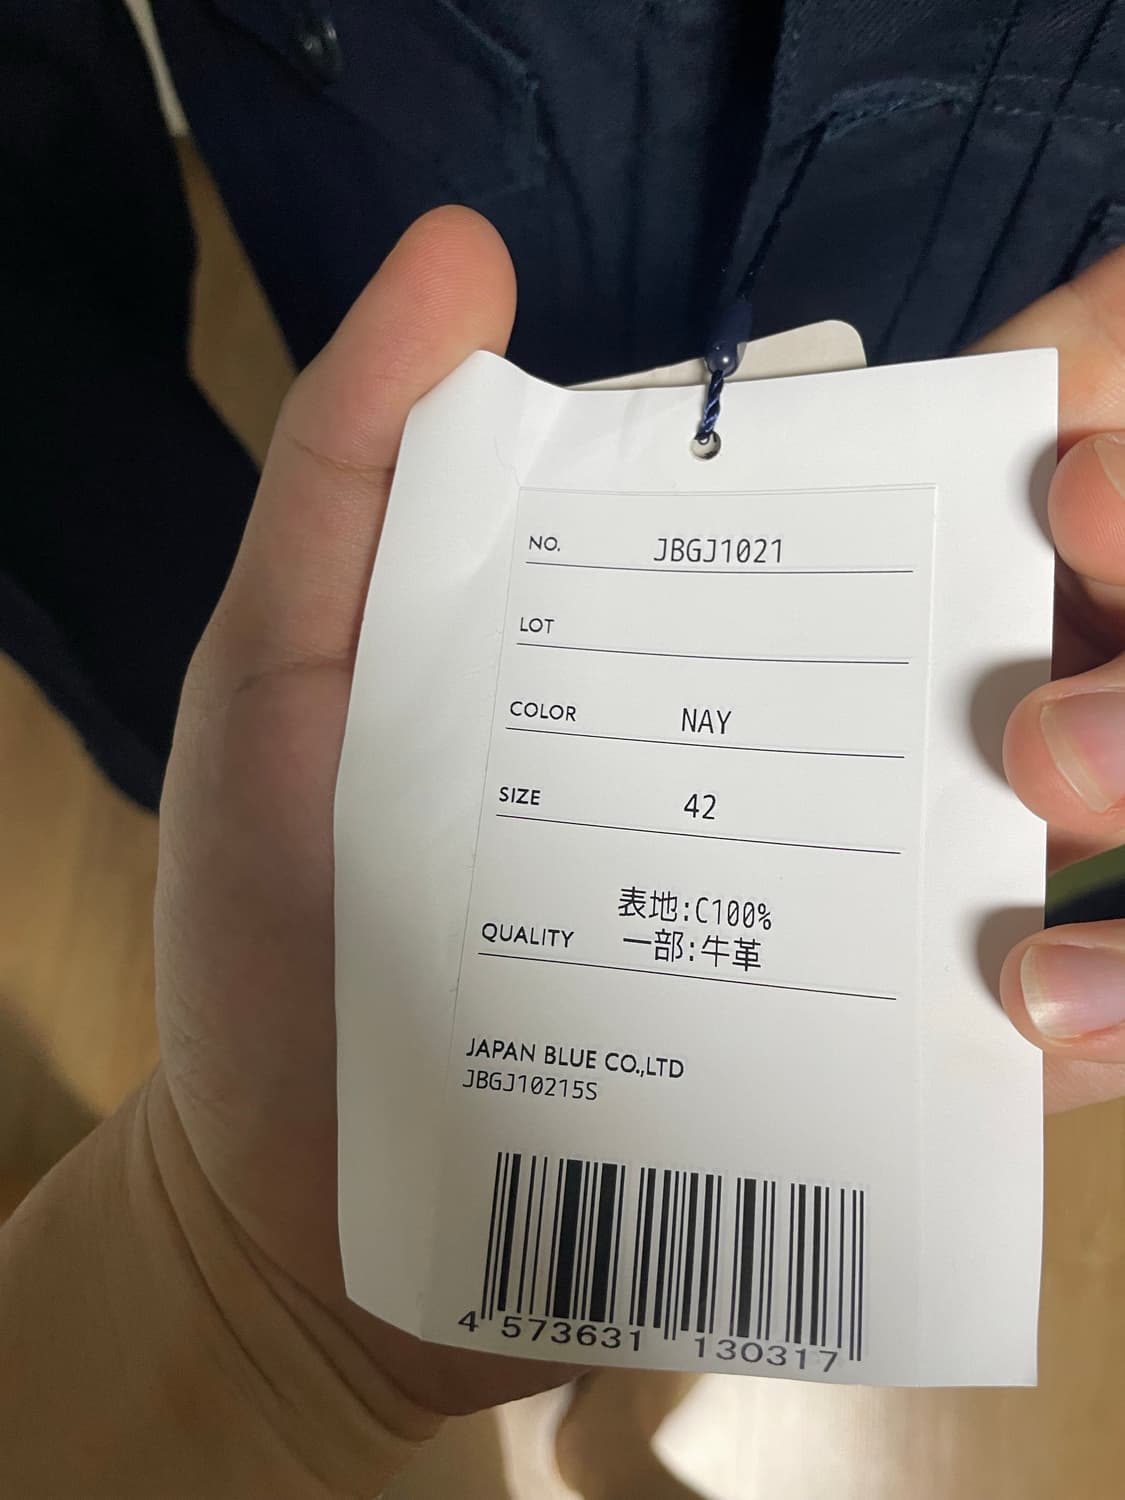 NO. JBGJ1021
LOT
COLOR NAY
SIZE 42
表地:C100%
QUALITY 一部:牛革
JAPAN BLUE CO.,LTD
JBGJ10215S
4 573631 130317